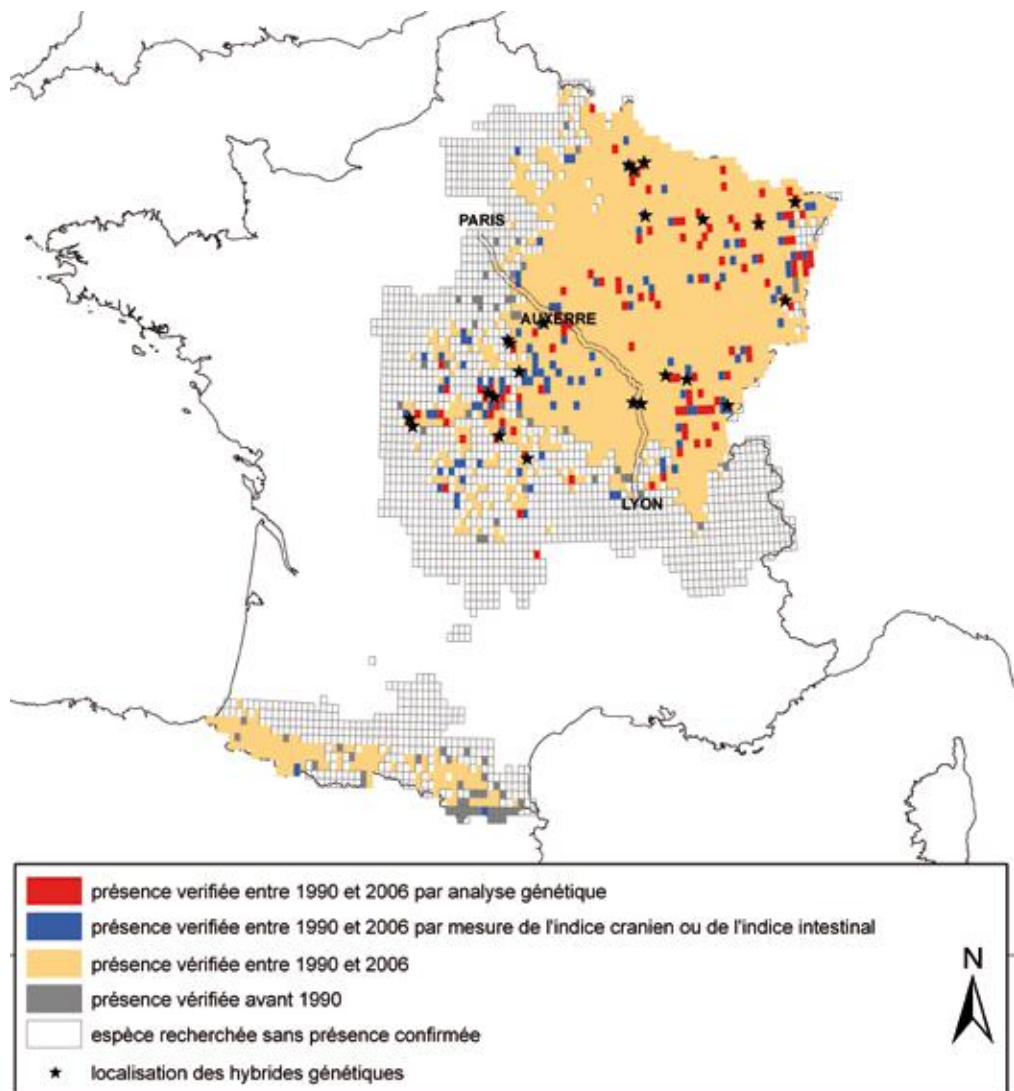 PARIS
AUXERRE
LYON
présence verifiée entre 1990 et 2006 par analyse génétique
présence verifiée entre 1990 et 2006 par mesure de l'indice cranien ou de l'indice intestinal
présence vérifiée entre 1990 et 2006
présence vérifiée avant 1990
espèce recherchée sans présence confirmée
localisation des hybrides génétiques
N